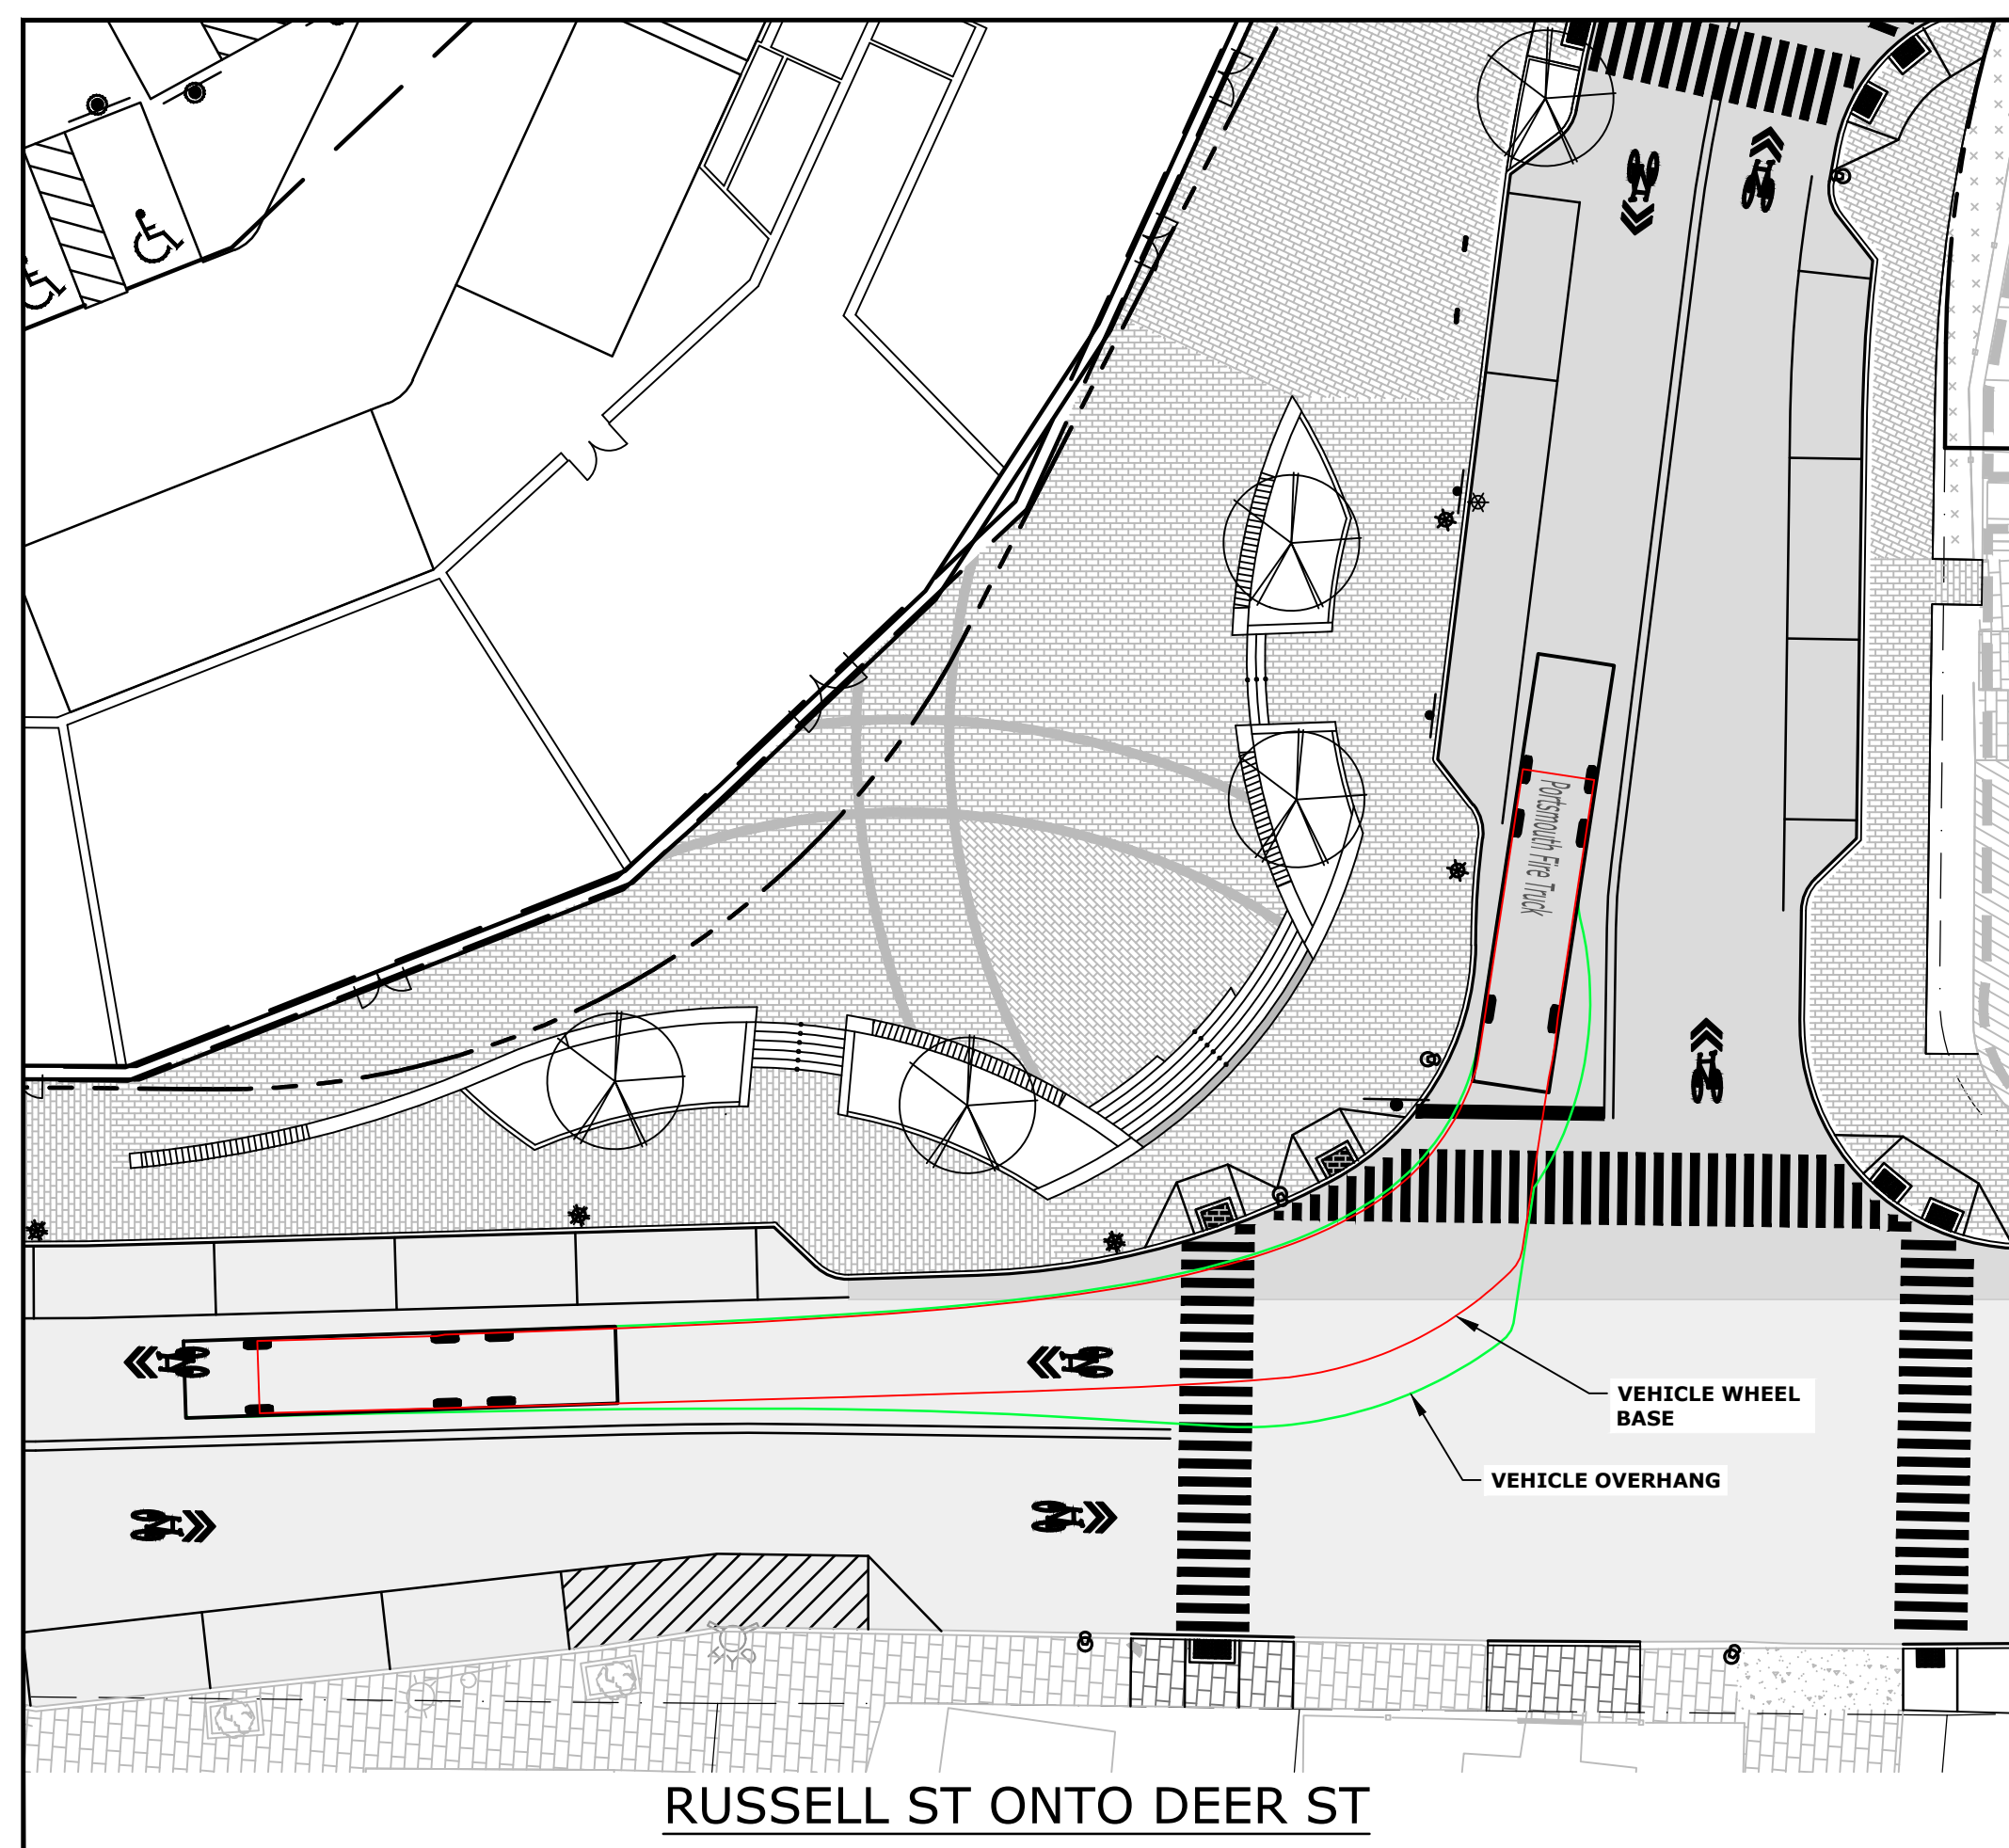 Portsmouth Fire Truck
VEHICLE WHEEL
BASE
VEHICLE OVERHANG
RUSSELL ST ONTO DEER ST